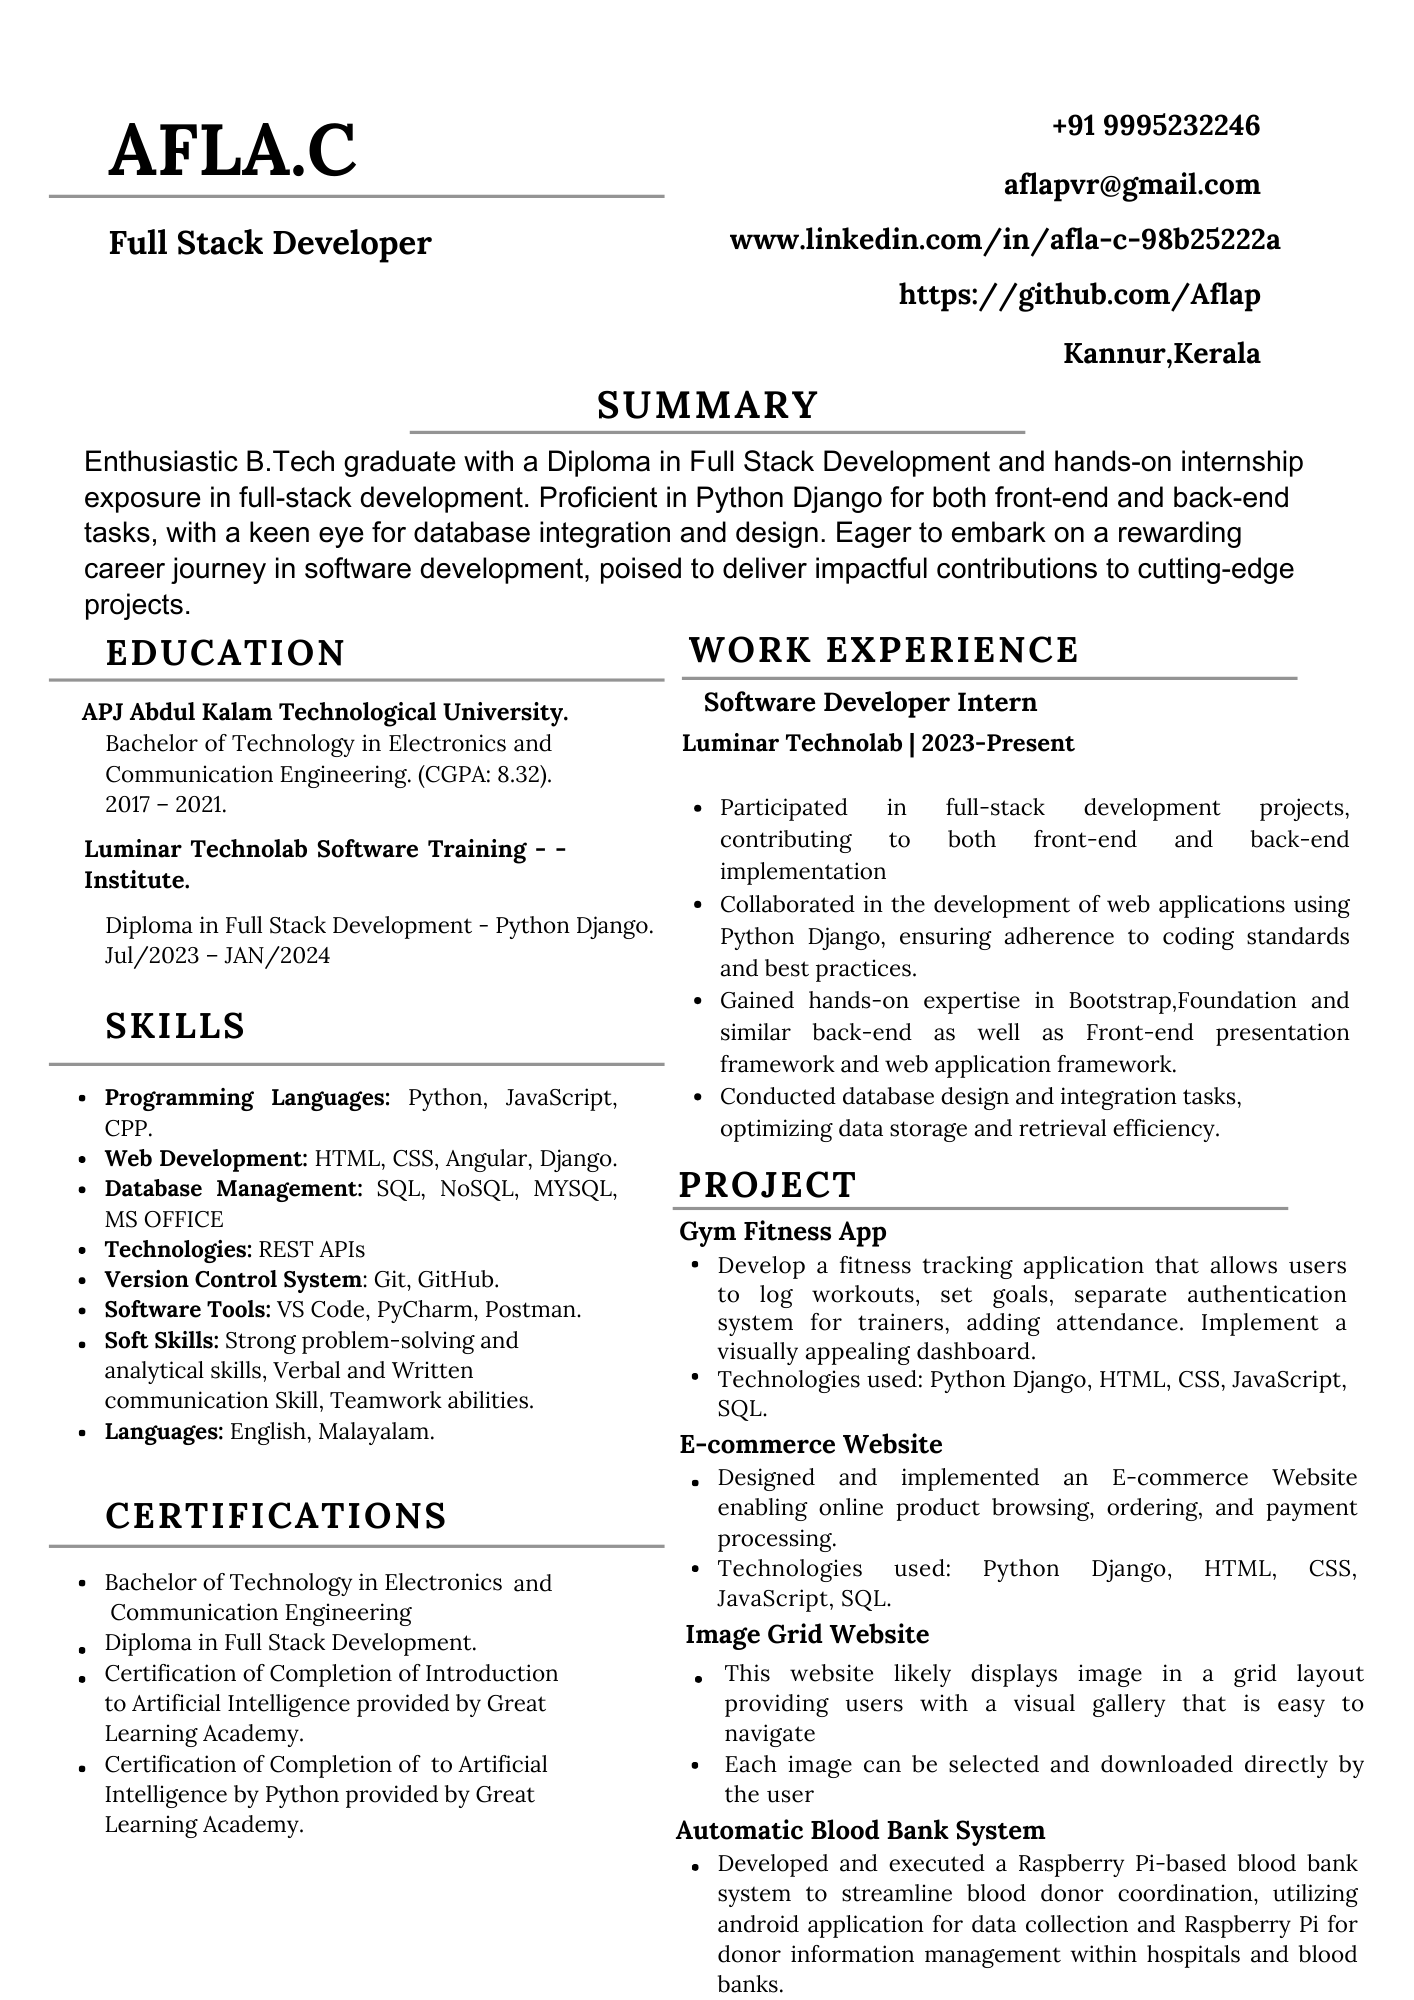 AFLA.C
Full Stack Developer
+91 9995232246
aflapvr@gmail.com
www.linkedin.com/in/afla-c-98b25222a
https://github.com/Aflap
Kannur,Kerala
SUMMARY
Enthusiastic B.Tech graduate with a Diploma in Full Stack Development and hands-on internship
exposure in full-stack development. Proficient in Python Django for both front-end and back-end
tasks, with a keen eye for database integration and design. Eager to embark on a rewarding
career journey in software development, poised to deliver impactful contributions to cutting-edge
projects.
EDUCATION
APJ Abdul Kalam Technological University.
Bachelor of Technology in Electronics and
Communication Engineering. (CGPA: 8.32).
2017 – 2021.
Luminar Technolab Software Training - -
Institute.
Diploma in Full Stack Development - Python Django.
Jul/2023 – JAN/2024
SKILLS
• Programming Languages: Python, JavaScript,
CPP.
• Web Development: HTML, CSS, Angular, Django.
• Database Management: SQL, NoSQL, MYSQL,
MS OFFICE
• Technologies: REST APIs
• Version Control System: Git, GitHub.
• Software Tools: VS Code, PyCharm, Postman.
• Soft Skills: Strong problem-solving and
analytical skills, Verbal and Written
communication Skill, Teamwork abilities.
• Languages: English, Malayalam.
CERTIFICATIONS
• Bachelor of Technology in Electronics and
Communication Engineering
• Diploma in Full Stack Development.
• Certification of Completion of Introduction
to Artificial Intelligence provided by Great
Learning Academy.
• Certification of Completion of to Artificial
Intelligence by Python provided by Great
Learning Academy.
WORK EXPERIENCE
Software Developer Intern
Luminar Technolab | 2023-Present
• Participated in full-stack development projects,
contributing to both front-end and back-end
implementation
• Collaborated in the development of web applications using
Python Django, ensuring adherence to coding standards
and best practices.
• Gained hands-on expertise in Bootstrap,Foundation and
similar back-end as well as Front-end presentation
framework and web application framework.
• Conducted database design and integration tasks,
optimizing data storage and retrieval efficiency.
PROJECT
Gym Fitness App
• Develop a fitness tracking application that allows users
to log workouts, set goals, separate authentication
system for trainers, adding attendance. Implement a
visually appealing dashboard.
• Technologies used: Python Django, HTML, CSS, JavaScript,
SQL.
E-commerce Website
• Designed and implemented an E-commerce Website
enabling online product browsing, ordering, and payment
processing.
• Technologies used: Python Django, HTML, CSS,
JavaScript, SQL.
Image Grid Website
• This website likely displays image in a grid layout
providing users with a visual gallery that is easy to
navigate
• Each image can be selected and downloaded directly by
the user
Automatic Blood Bank System
• Developed and executed a Raspberry Pi-based blood bank
system to streamline blood donor coordination, utilizing
android application for data collection and Raspberry Pi for
donor information management within hospitals and blood
banks.